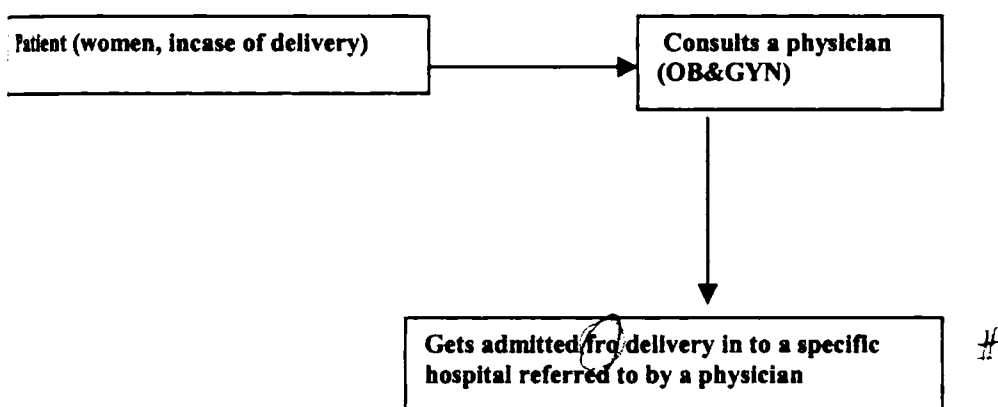 Patient (women, incase of delivery)
Consults a physician
(OB&GYN)
Gets admitted fro delivery in to a specific
hospital referred to by a physician
#